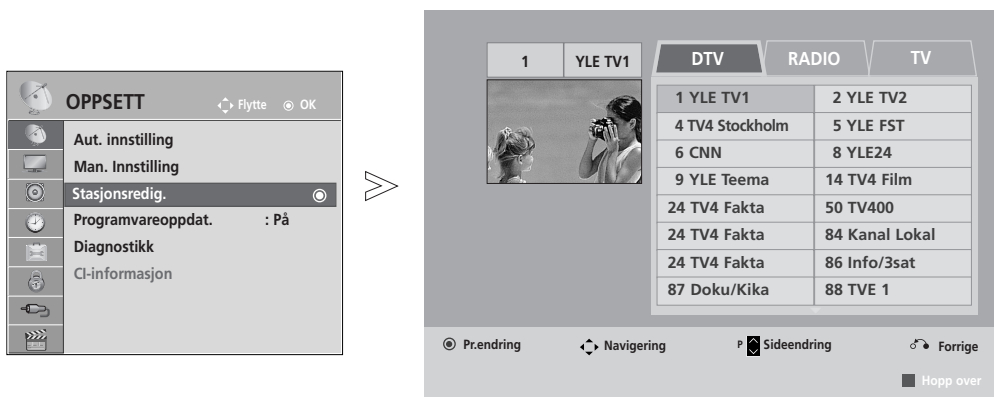 OPPSETT Flytte OK
Aut. innstilling
Man. Innstilling
Stasjonsredig.
Programvareoppdat. : På
Diagnostikk
CI-informasjon
1 YLE TV1
DTV RADIO TV
1 YLE TV1 2 YLE TV2
4 TV4 Stockholm 5 YLE FST
6 CNN 8 YLE24
9 YLE Teema 14 TV4 Film
24 TV4 Fakta 50 TV400
24 TV4 Fakta 84 Kanal Lokal
24 TV4 Fakta 86 Info/3sat
87 Doku/Kika 88 TVE 1
Pr.endring Navigering P Sideendring Forrige
Hopp over